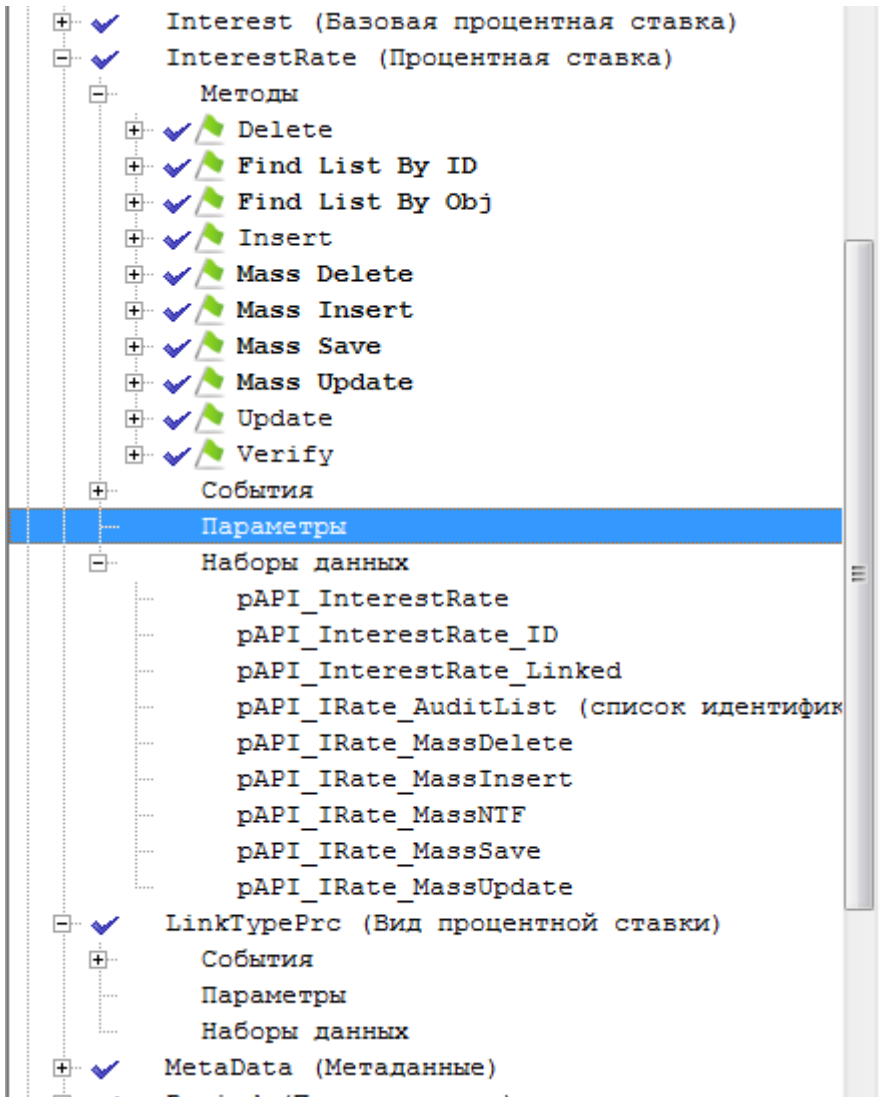 Interest (Базовая процентная ставка)
InterestRate (Процентная ставка)
Методы
Delete
Find List By ID
Find List By Obj
Insert
Mass Delete
Mass Insert
Mass Save
Mass Update
Update
Verify
События
Параметры
Наборы данных
pAPI_InterestRate
pAPI_InterestRate_ID
pAPI_InterestRate_Linked
pAPI_IRate_AuditList (список идентифик
pAPI_IRate_MassDelete
pAPI_IRate_MassInsert
pAPI_IRate_MassNTF
pAPI_IRate_MassSave
pAPI_IRate_MassUpdate
LinkTypePrc (Вид процентной ставки)
События
Параметры
Наборы данных
MetaData (Метаданные)